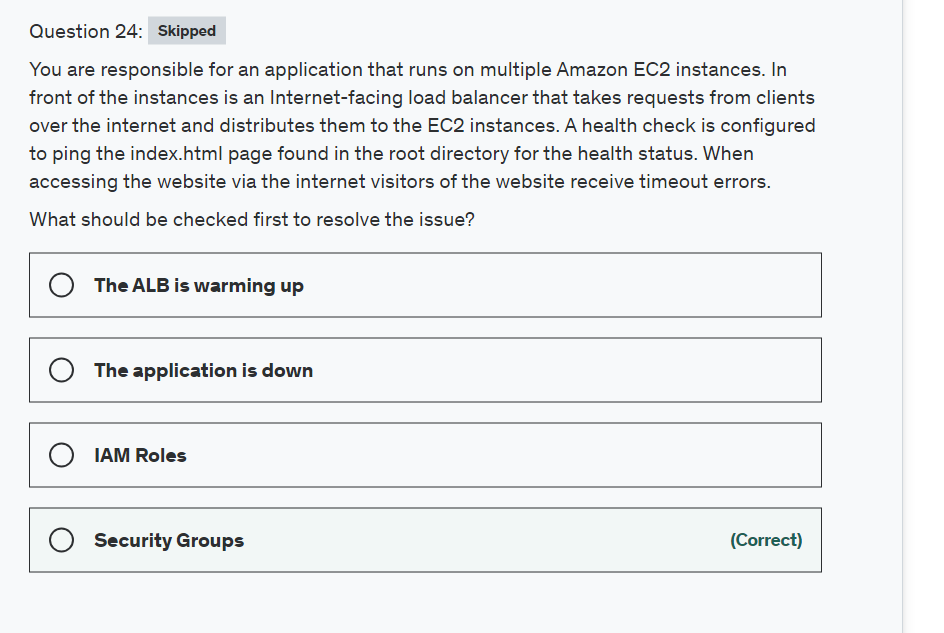 Question 24: Skipped
You are responsible for an application that runs on multiple Amazon EC2 instances. In
front of the instances is an Internet-facing load balancer that takes requests from clients
over the internet and distributes them to the EC2 instances. A health check is configured
to ping the index.html page found in the root directory for the health status. When
accessing the website via the internet visitors of the website receive timeout errors.
What should be checked first to resolve the issue?
The ALB is warming up
The application is down
IAM Roles
Security Groups (Correct)